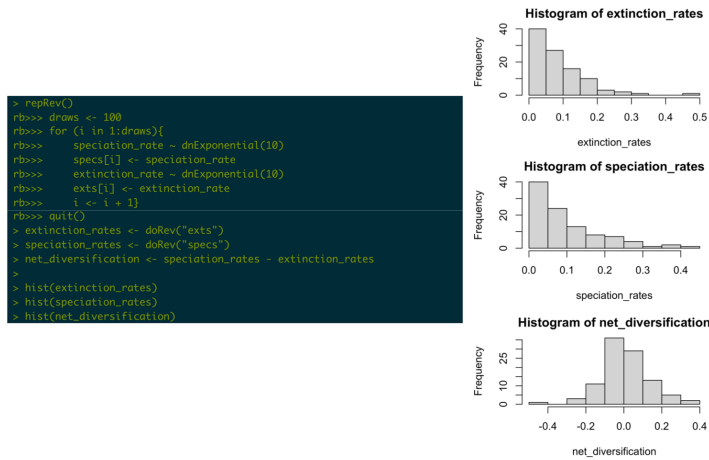 > repRev()
rb>>> draws <- 100
rb>>> for (i in 1:draws){
rb>>>     speciation_rate ~ dnExponential(10)
rb>>>     specs[i] <- speciation_rate
rb>>>     extinction_rate ~ dnExponential(10)
rb>>>     exts[i] <- extinction_rate
rb>>>     i <- i + 1}
rb>>> quit()
> extinction_rates <- doRev("exts")
> speciation_rates <- doRev("specs")
> net_diversification <- speciation_rates - extinction_rates
>
> hist(extinction_rates)
> hist(speciation_rates)
> hist(net_diversification)
Histogram of extinction_rates
Frequency
0 20 40
0.0 0.1 0.2 0.3 0.4 0.5
extinction_rates
Histogram of speciation_rates
Frequency
0 20 40
0.0 0.1 0.2 0.3 0.4
speciation_rates
Histogram of net_diversification
Frequency
0 10 25
-0.4 -0.2 0.0 0.2 0.4
net_diversification